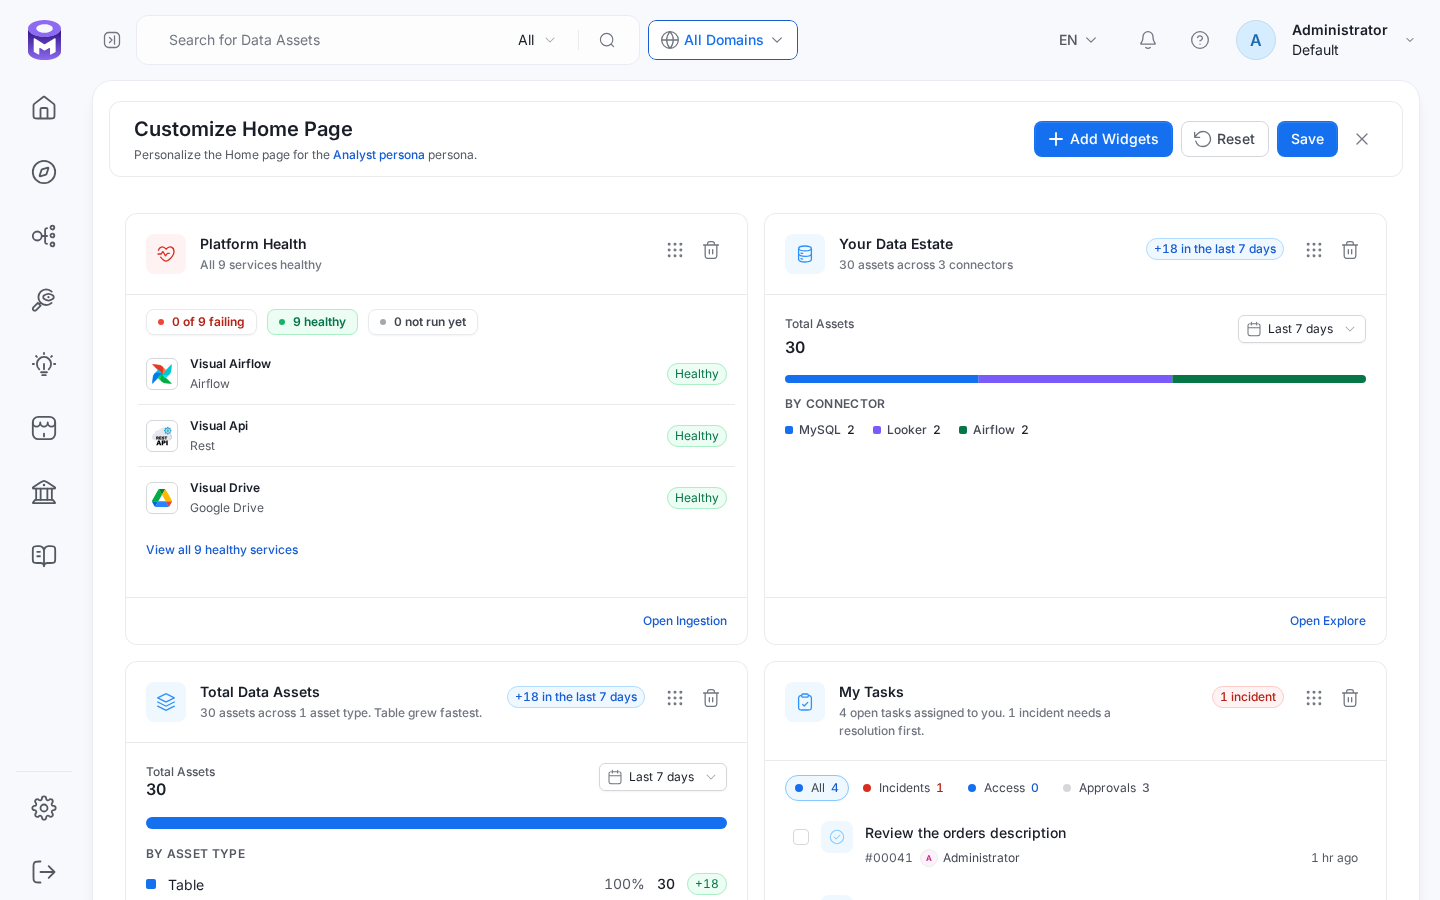 Search for Data Assets
All
All Domains
EN
A
Administrator
Default
Customize Home Page
Personalize the Home page for the Analyst persona persona.
Add Widgets
Reset
Save
Platform Health
All 9 services healthy
0 of 9 failing
9 healthy
0 not run yet
Visual Airflow
Airflow
Healthy
REST
API
Visual Api
Rest
Healthy
Visual Drive
Google Drive
Healthy
View all 9 healthy services
Open Ingestion
Your Data Estate
30 assets across 3 connectors
+18 in the last 7 days
Total Assets
30
Last 7 days
BY CONNECTOR
MySQL 2
Looker 2
Airflow 2
Open Explore
Total Data Assets
30 assets across 1 asset type. Table grew fastest.
+18 in the last 7 days
Total Assets
30
Last 7 days
BY ASSET TYPE
Table
100% 30 +18
My Tasks
4 open tasks assigned to you. 1 incident needs a
resolution first.
1 incident
All 4
Incidents 1
Access 0
Approvals 3
Review the orders description
#00041 A Administrator
1 hr ago